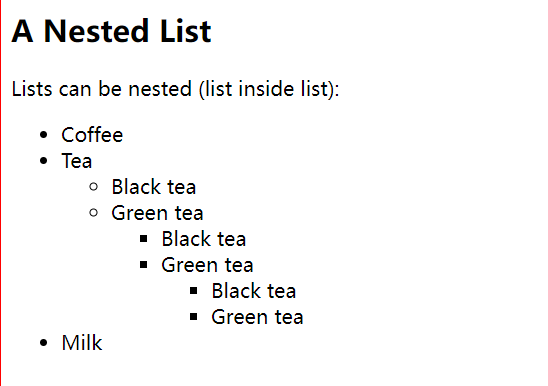 A Nested List
Lists can be nested (list inside list):
Coffee
Tea
Black tea
Green tea
Black tea
Green tea
Black tea
Green tea
Milk